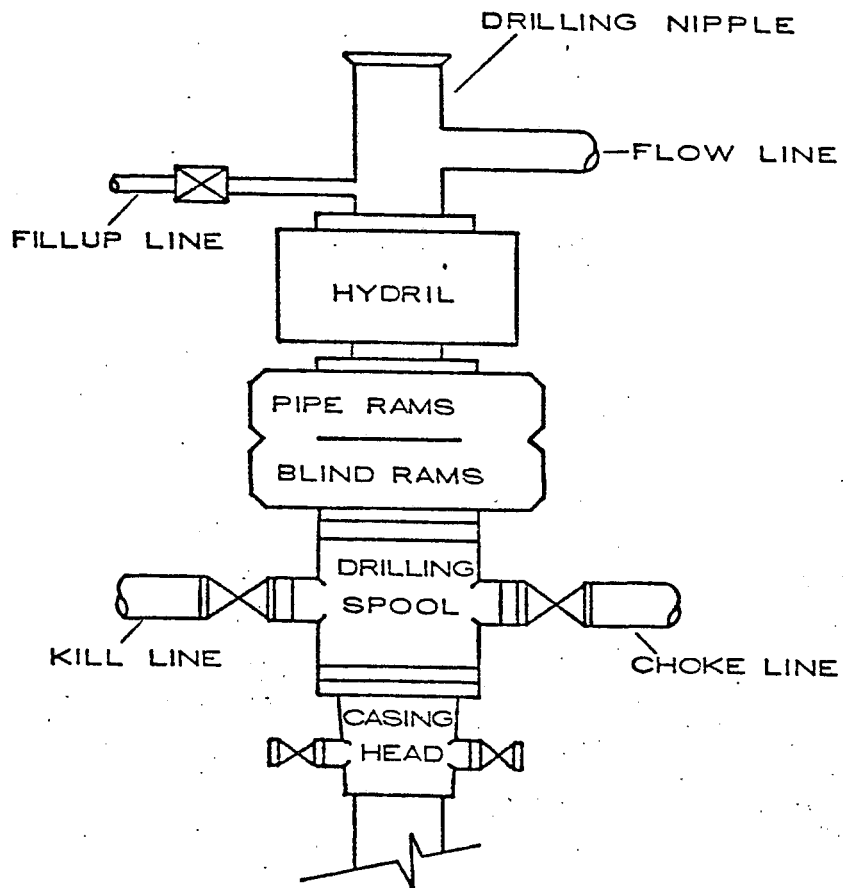 DRILLING NIPPLE
FLOW LINE
FILLUP LINE
HYDRIL
PIPE RAMS
BLIND RAMS
DRILLING
SPOOL
KILL LINE
CHOKE LINE
CASING
HEAD